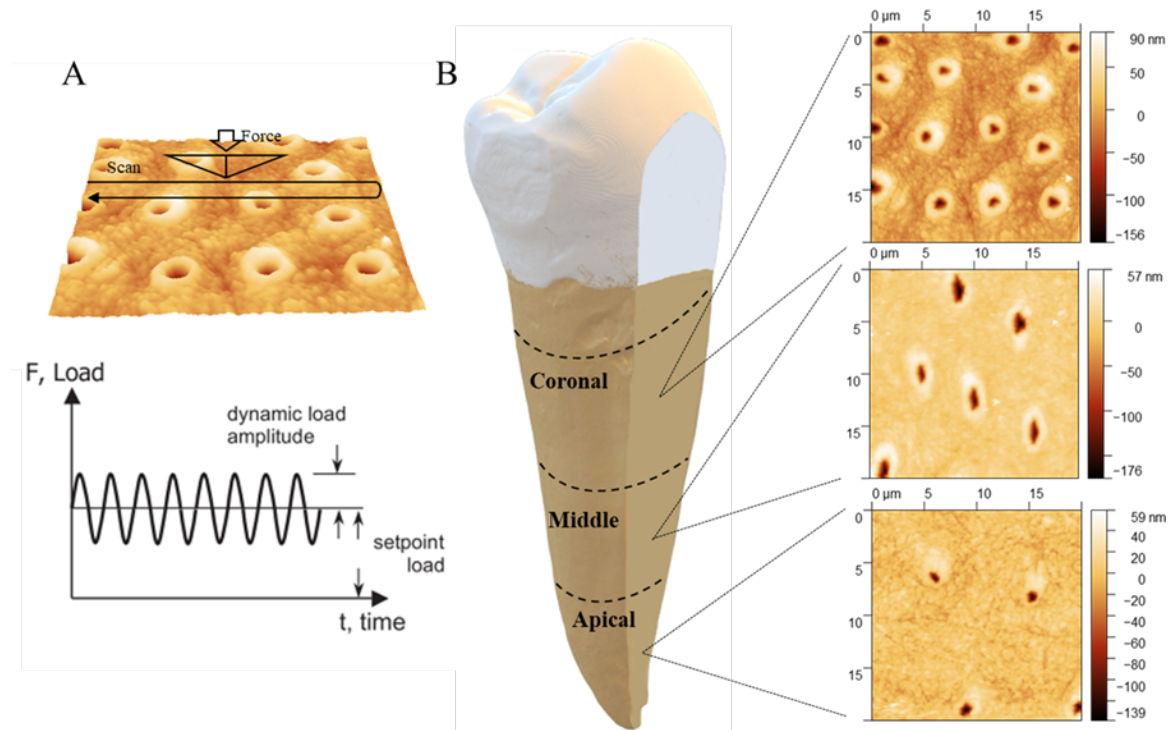 A
Force
Scan
F, Load
dynamic load
amplitude
setpoint
load
t, time
B
Coronal
Middle
Apical
0 µm 5 10 15
0
5
10
15
90 nm
50
0
−50
−100
−156
0 µm 5 10 15
0
5
10
15
57 nm
0
−50
−100
−176
0 µm 5 10 15
0
5
10
15
59 nm
40
20
0
−20
−40
−60
−80
−100
−139